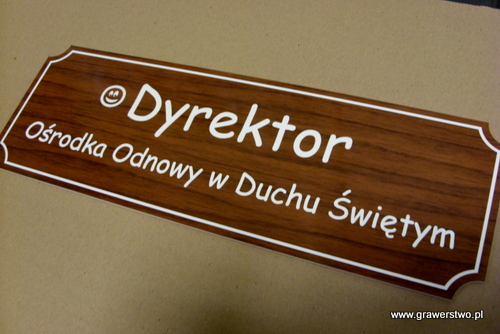 Dyrektor
Ośrodka Odnowy w Duchu Świętym
www.grawerstwo.pl